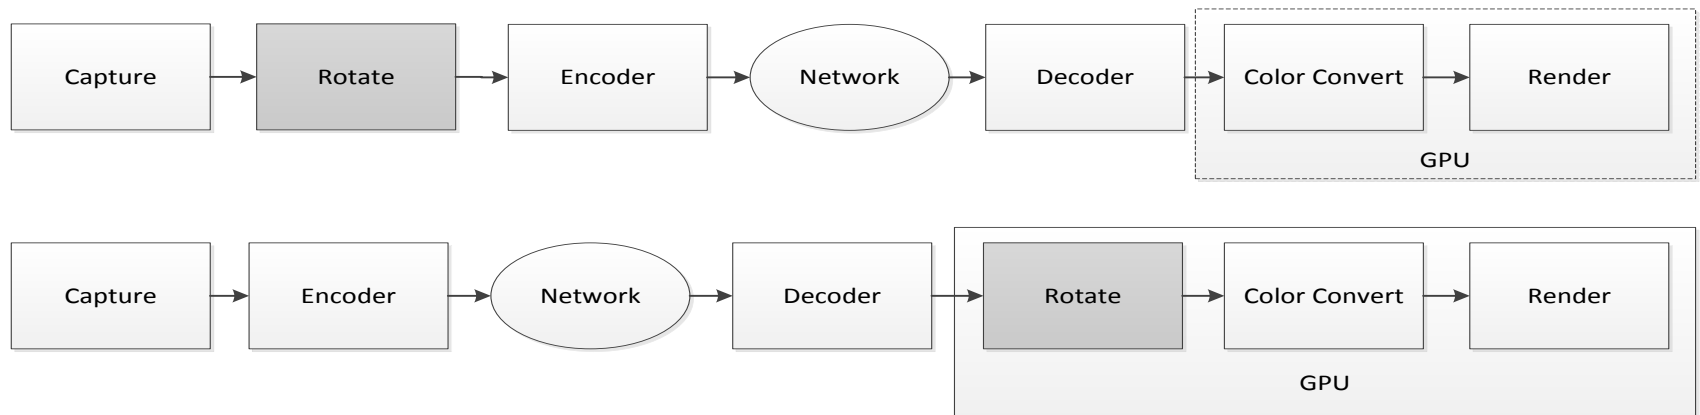 Capture
Rotate
Encoder
Network
Decoder
Color Convert
Render
GPU
Capture
Encoder
Network
Decoder
Rotate
Color Convert
Render
GPU